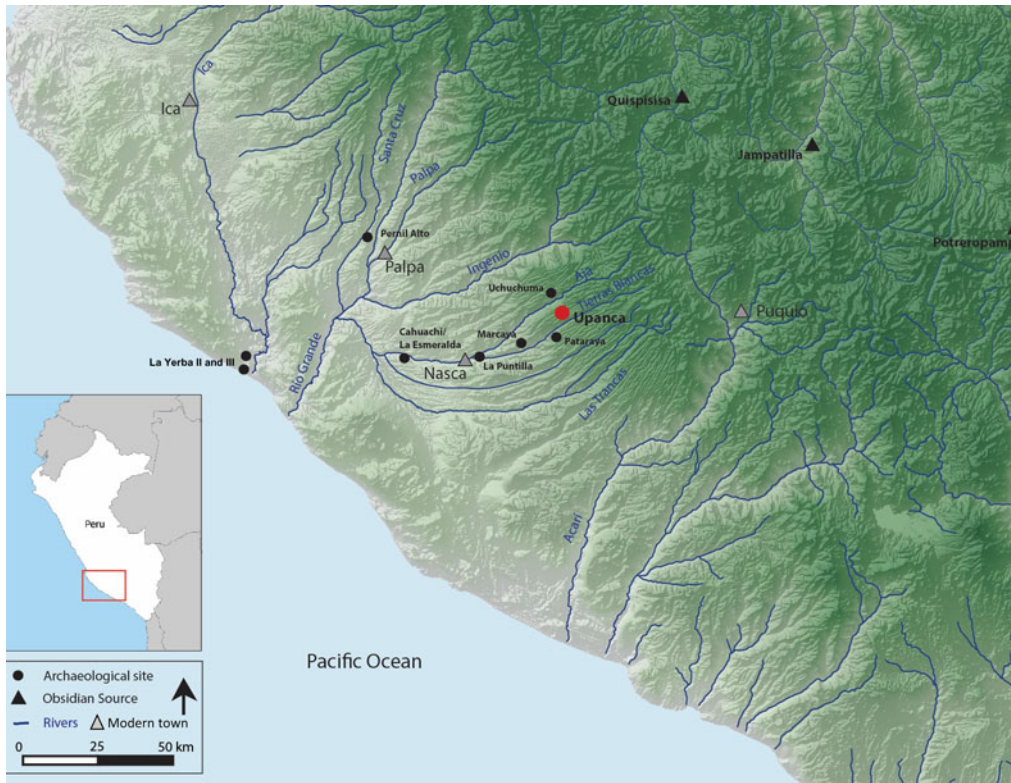 Ica
Ica
Santa Cruz
Palpa
Quispisisa
Jampatilla
Potreropamp
Pernil Alto
Palpa
Ingenio
Aja
Tierras Blancas
Uchuchuma
Upanca
Puquio
Cahuachi/
La Esmeralda
Marcaya
Pataraya
La Yerba II and III
Rio Grande
Nasca
La Puntilla
Las Trancas
Acarí
Peru
Pacific Ocean
Archaeological site
Obsidian Source
Rivers Modern town
0 25 50 km